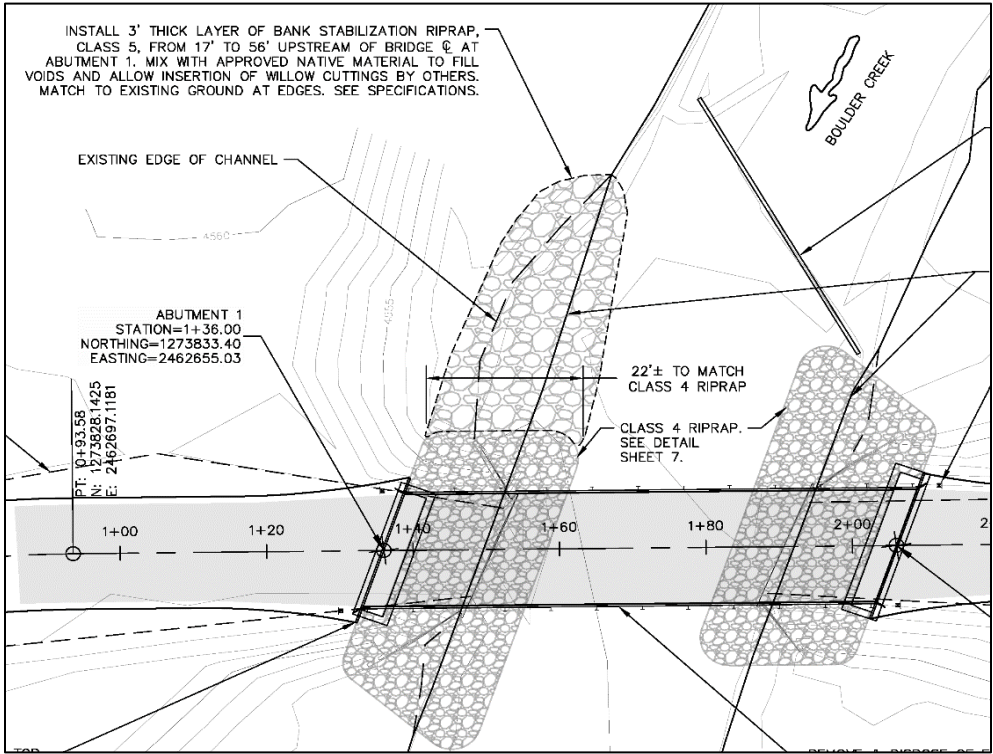 INSTALL 3' THICK LAYER OF BANK STABILIZATION RIPRAP,
CLASS 5, FROM 17' TO 56' UPSTREAM OF BRIDGE ℄ AT
ABUTMENT 1. MIX WITH APPROVED NATIVE MATERIAL TO FILL
VOIDS AND ALLOW INSERTION OF WILLOW CUTTINGS BY OTHERS.
MATCH TO EXISTING GROUND AT EDGES. SEE SPECIFICATIONS.
BOULDER CREEK
EXISTING EDGE OF CHANNEL
4560
4555
ABUTMENT 1
STATION=1+36.00
NORTHING=1273833.40
EASTING=2462655.03
22'± TO MATCH
CLASS 4 RIPRAP
CLASS 4 RIPRAP.
SEE DETAIL
SHEET 7.
PT: 0+93.58
N: 1273828.1425
E: 2462697.1181
1+00
1+20
1+40
1+60
1+80
2+00
2